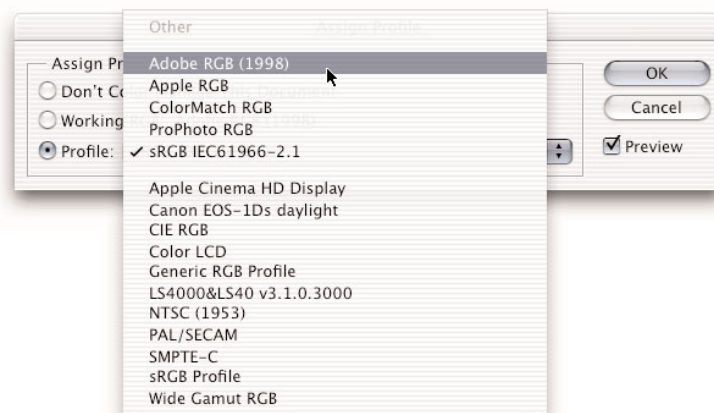 Other
Assign Profile
Assign Pr
Adobe RGB (1998)
Don't Co
Apple RGB
ColorMatch RGB
Working
ProPhoto RGB
Profile: ✓ sRGB IEC61966-2.1
OK
Cancel
Preview
Apple Cinema HD Display
Canon EOS-1Ds daylight
CIE RGB
Color LCD
Generic RGB Profile
LS4000&LS40 v3.1.0.3000
NTSC (1953)
PAL/SECAM
SMPTE-C
sRGB Profile
Wide Gamut RGB